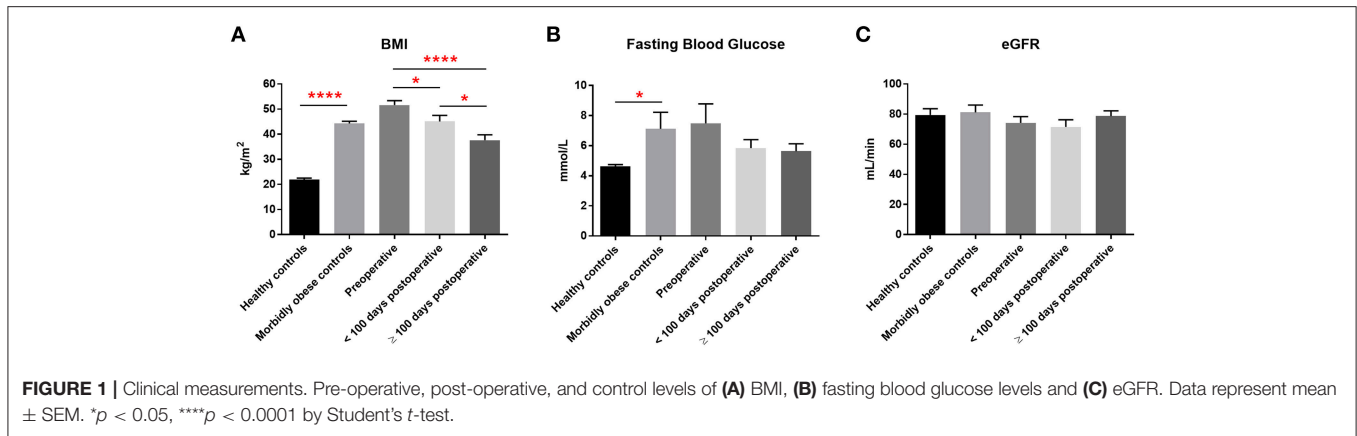 A
BMI
****
*
****
*
kg/m²
60
50
40
30
20
10
0
Healthy controls
Morbidly obese controls
Preoperative
< 100 days postoperative
≥ 100 days postoperative
B
Fasting Blood Glucose
*
mmol/L
10
8
6
4
2
0
Healthy controls
Morbidly obese controls
Preoperative
< 100 days postoperative
≥ 100 days postoperative
C
eGFR
mL/min
100
80
60
40
20
0
Healthy controls
Morbidly obese controls
Preoperative
< 100 days postoperative
≥ 100 days postoperative
FIGURE 1 | Clinical measurements. Pre-operative, post-operative, and control levels of (A) BMI, (B) fasting blood glucose levels and (C) eGFR. Data represent mean
± SEM. *p < 0.05, ****p < 0.0001 by Student's t-test.